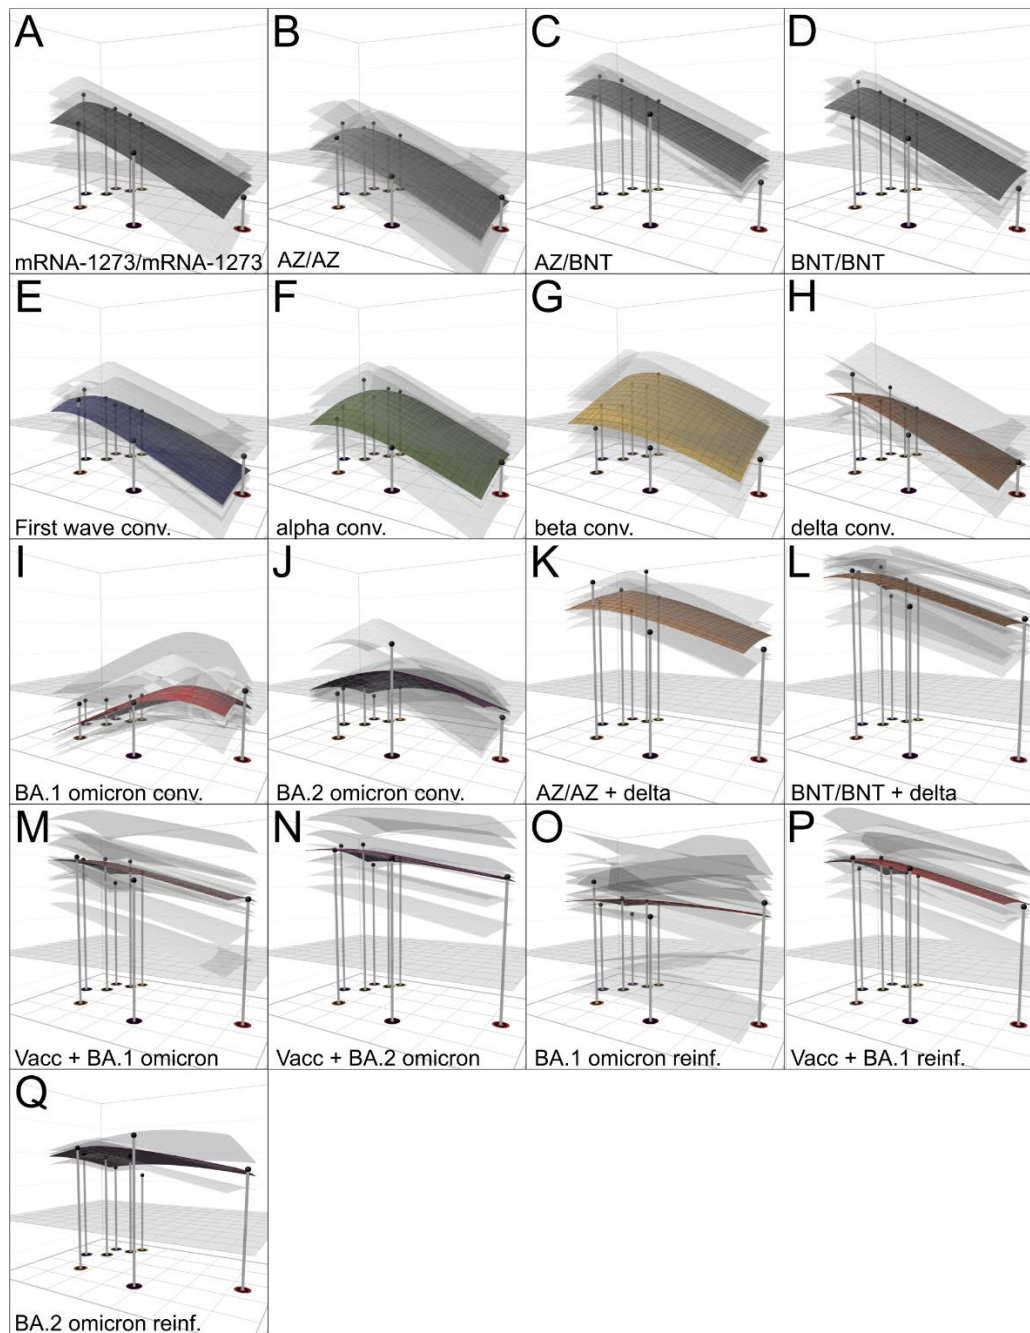 A B C D
mRNA-1273/mRNA-1273 AZ/AZ AZ/BNT BNT/BNT
E F G H
First wave conv. alpha conv. beta conv. delta conv.
I J K L
BA.1 omicron conv. BA.2 omicron conv. AZ/AZ + delta BNT/BNT + delta
M N O P
Vacc + BA.1 omicron Vacc + BA.2 omicron BA.1 omicron reinf. Vacc + BA.1 reinf.
Q
BA.2 omicron reinf.